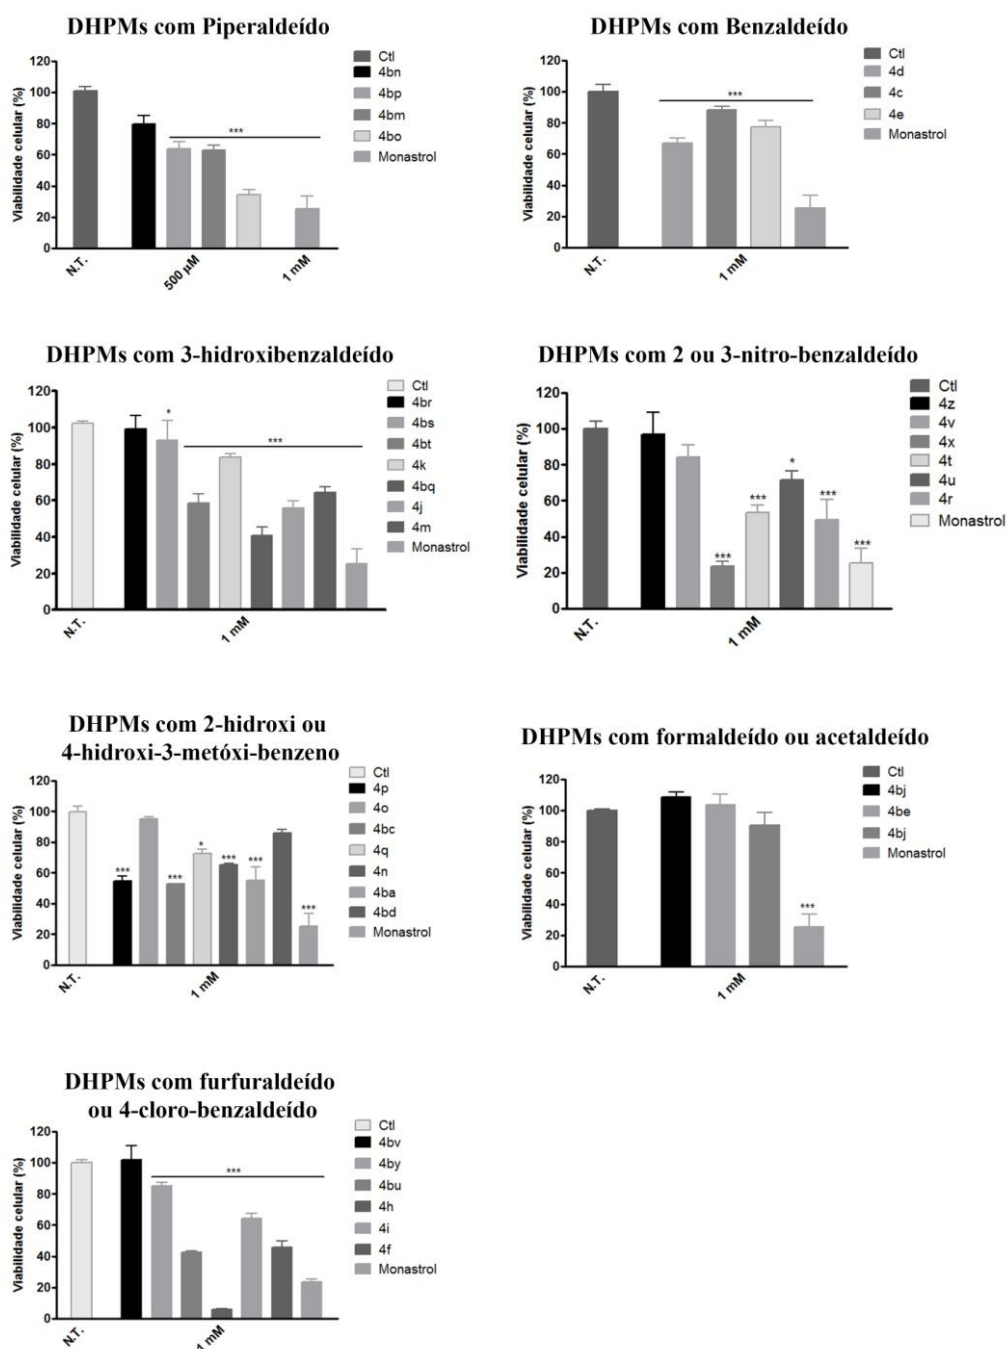 DHPMs com Piperaldeído
Viabilidade celular (%)
120
100
80
60
40
20
0
***
N.T.
500 µM
1 mM
Ctl
4bn
4bp
4bm
4bo
Monastrol
DHPMs com Benzaldeído
Viabilidade celular (%)
120
100
80
60
40
20
0
***
N.T.
1 mM
Ctl
4d
4c
4e
Monastrol
DHPMs com 3-hidroxibenzaldeído
Viabilidade celular (%)
120
100
80
60
40
20
0
*
***
N.T.
1 mM
Ctl
4br
4bs
4bt
4k
4bq
4j
4m
Monastrol
DHPMs com 2 ou 3-nitro-benzaldeído
Viabilidade celular (%)
120
100
80
60
40
20
0
***
***
*
***
***
N.T.
1 mM
Ctl
4z
4v
4x
4t
4u
4r
Monastrol
DHPMs com 2-hidroxi ou
4-hidroxi-3-metóxi-benzeno
Viabilidade celular (%)
120
100
80
60
40
20
0
***
***
*
***
***
***
N.T.
1 mM
Ctl
4p
4o
4bc
4q
4n
4ba
4bd
Monastrol
DHPMs com formaldeído ou acetaldeído
Viabilidade celular (%)
120
100
80
60
40
20
0
***
N.T.
1 mM
Ctl
4bj
4be
4bj
Monastrol
DHPMs com furfuraldeído
ou 4-cloro-benzaldeído
Viabilidade celular (%)
120
100
80
60
40
20
0
***
N.T.
1 mM
Ctl
4bv
4by
4bu
4h
4i
4f
Monastrol